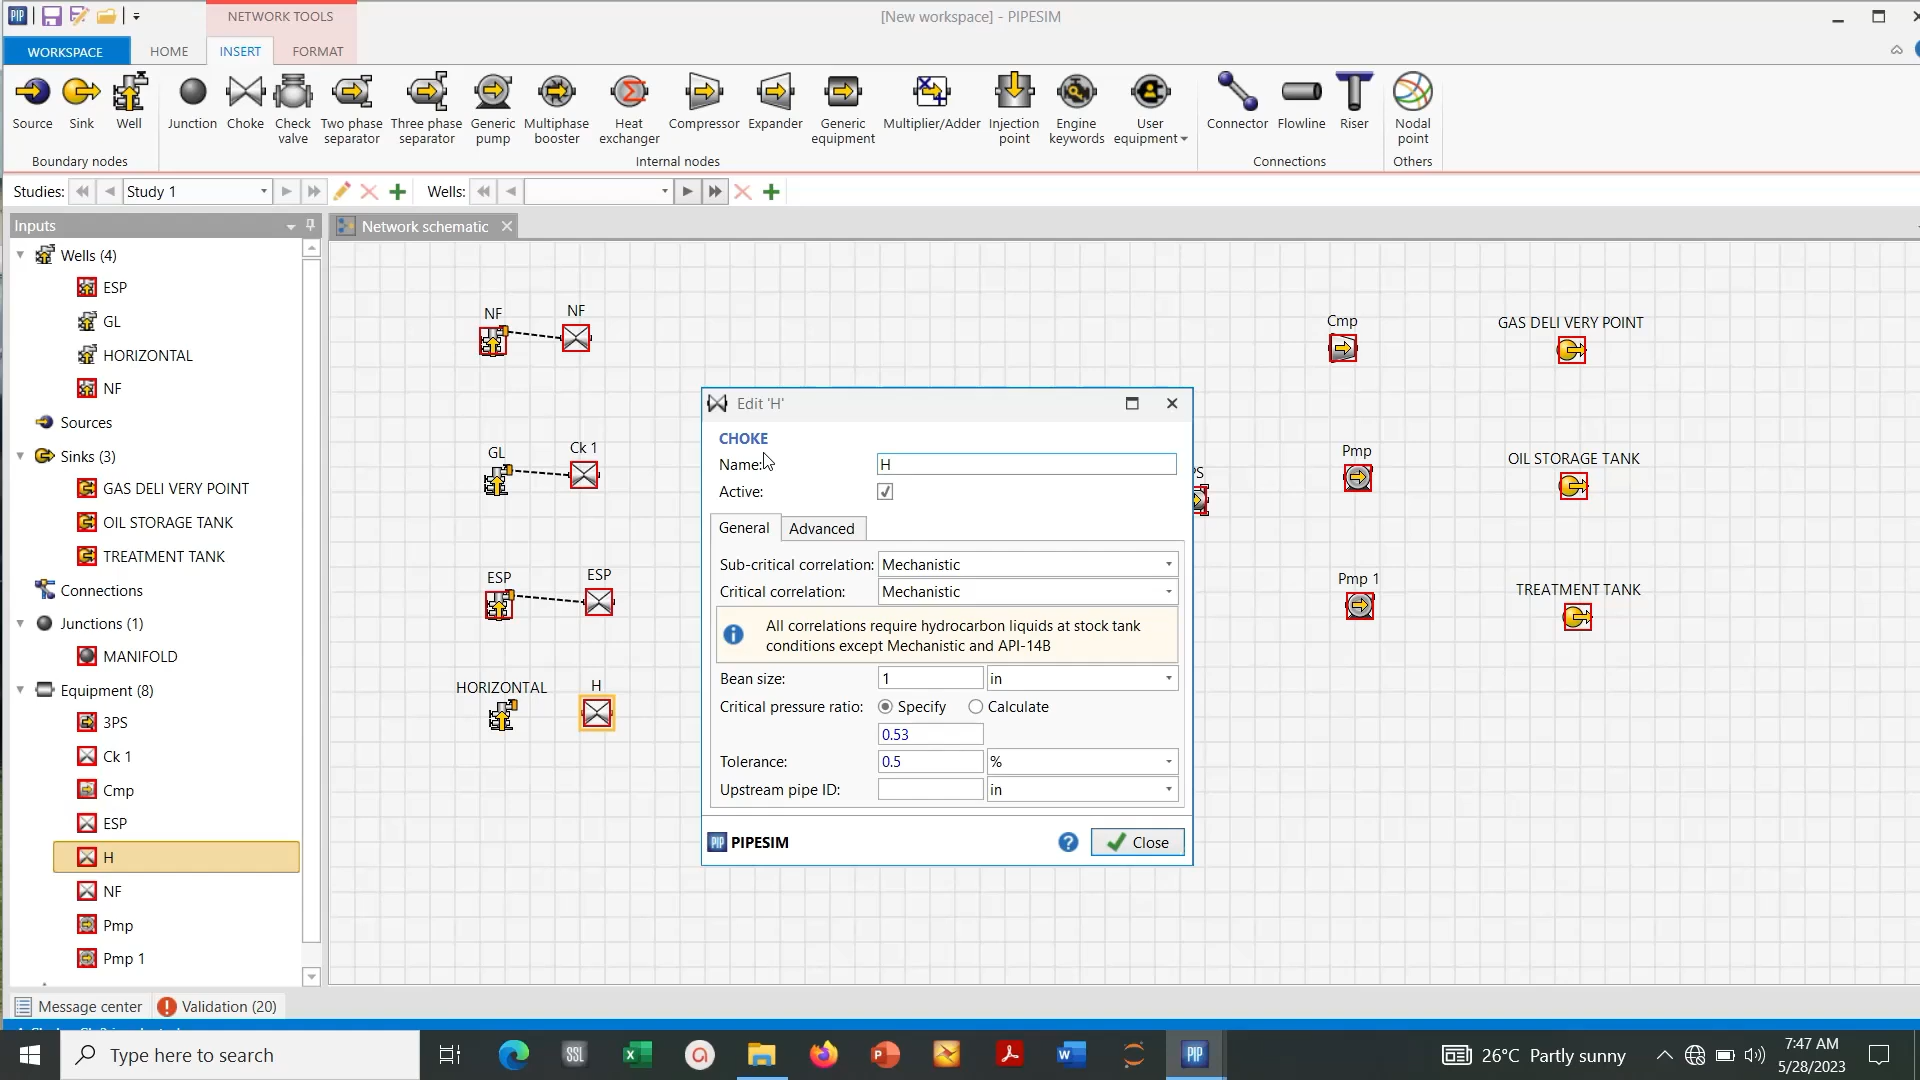 PIP
NETWORK TOOLS
[New workspace] - PIPESIM
WORKSPACE
HOME
INSERT
FORMAT
Source
Sink
Well
Junction
Choke
Check
valve
Two phase
separator
Three phase
separator
Generic
pump
Multiphase
booster
Heat
exchanger
Compressor
Expander
Generic
equipment
Multiplier/Adder
Injection
point
Engine
keywords
User
equipment
Connector
Flowline
Riser
Nodal
point
Boundary nodes
Internal nodes
Connections
Others
Studies:
Study 1
Wells:
Inputs
Network schematic
Wells (4)
ESP
GL
HORIZONTAL
NF
Sources
Sinks (3)
GAS DELI VERY POINT
OIL STORAGE TANK
TREATMENT TANK
Connections
Junctions (1)
MANIFOLD
Equipment (8)
3PS
Ck 1
Cmp
ESP
H
NF
Pmp
Pmp 1
NF
NF
GL
Ck 1
ESP
ESP
HORIZONTAL
H
Edit 'H'
CHOKE
Name:
H
Active:
General
Advanced
Sub-critical correlation:
Mechanistic
Critical correlation:
Mechanistic
All correlations require hydrocarbon liquids at stock tank
conditions except Mechanistic and API-14B
Bean size:
1
in
Critical pressure ratio:
Specify
Calculate
0.53
Tolerance:
0.5
%
Upstream pipe ID:
in
PIP PIPESIM
?
Close
Cmp
GAS DELI VERY POINT
Pmp
OIL STORAGE TANK
Pmp 1
TREATMENT TANK
Message center
Validation (20)
Type here to search
SSL
PIP
26°C Partly sunny
7:47 AM
5/28/2023